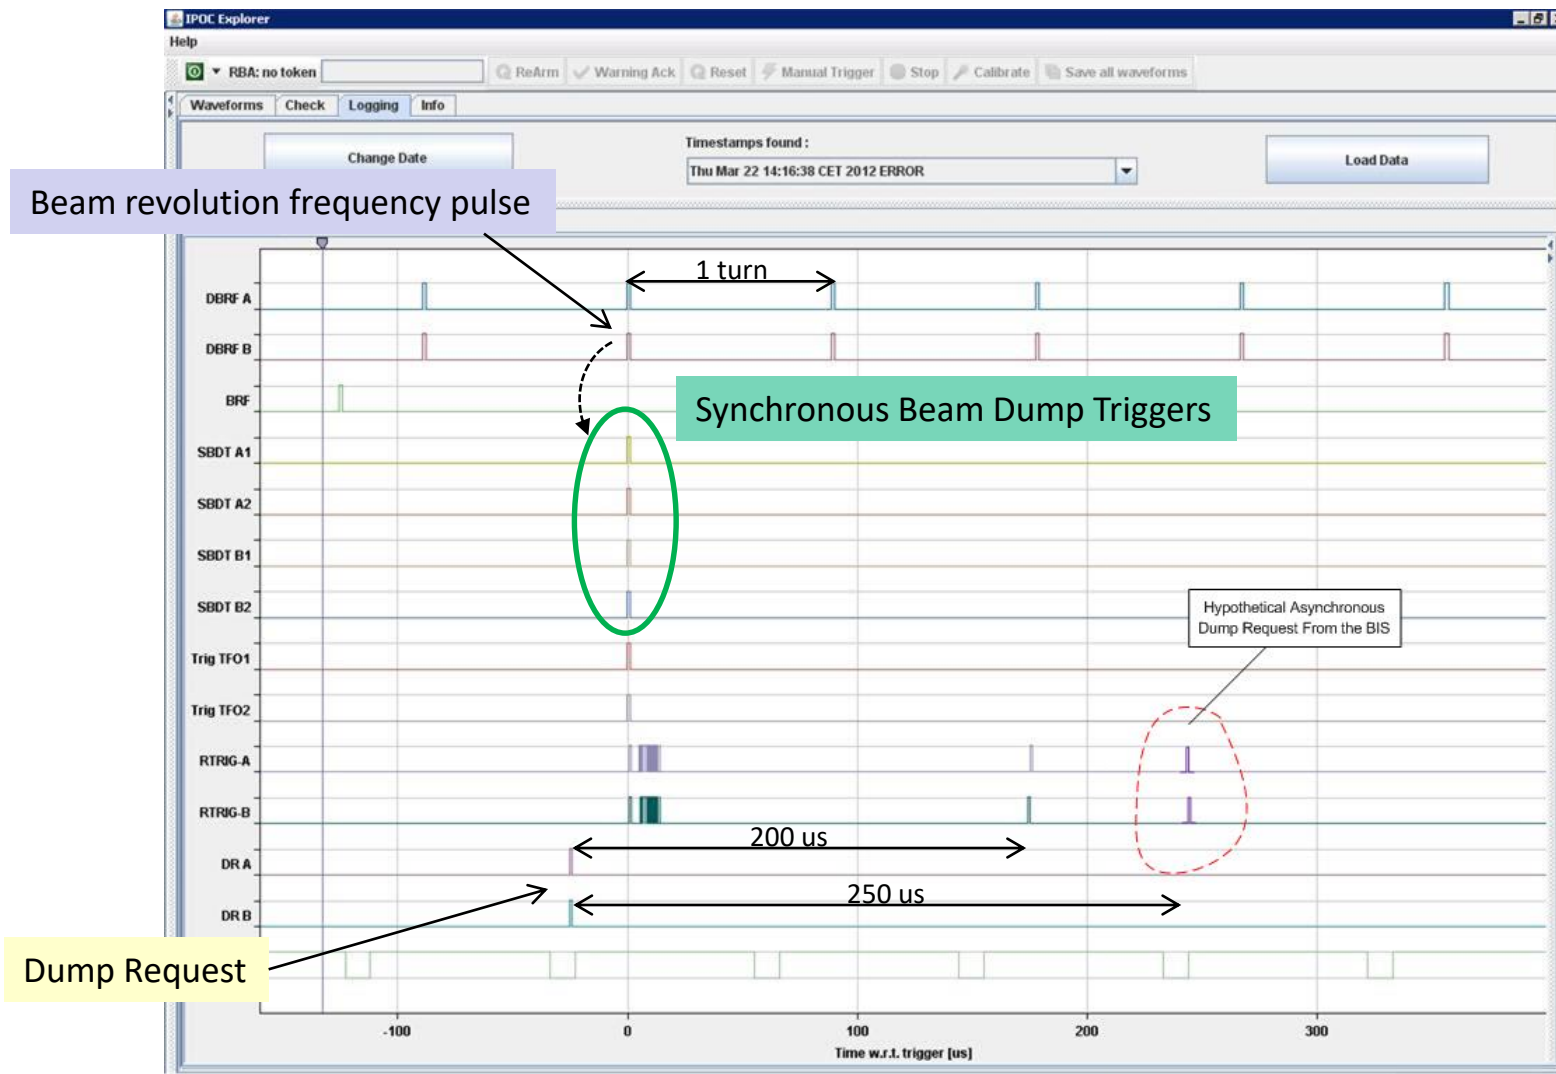 IPOC Explorer
Help
RBA: no token
ReArm
Warning Ack
Reset
Manual Trigger
Stop
Calibrate
Save all waveforms
Waveforms
Check
Logging
Info
Change Date
Timestamps found :
Thu Mar 22 14:16:38 CET 2012 ERROR
Load Data
Beam revolution frequency pulse
1 turn
DBRF A
DBRF B
BRF
Synchronous Beam Dump Triggers
SBDT A1
SBDT A2
SBDT B1
SBDT B2
Hypothetical Asynchronous
Dump Request From the BIS
Trig TFO1
Trig TFO2
RTRIG-A
RTRIG-B
200 us
DR A
250 us
DR B
Dump Request
-100
0
100
200
300
Time w.r.t. trigger [us]